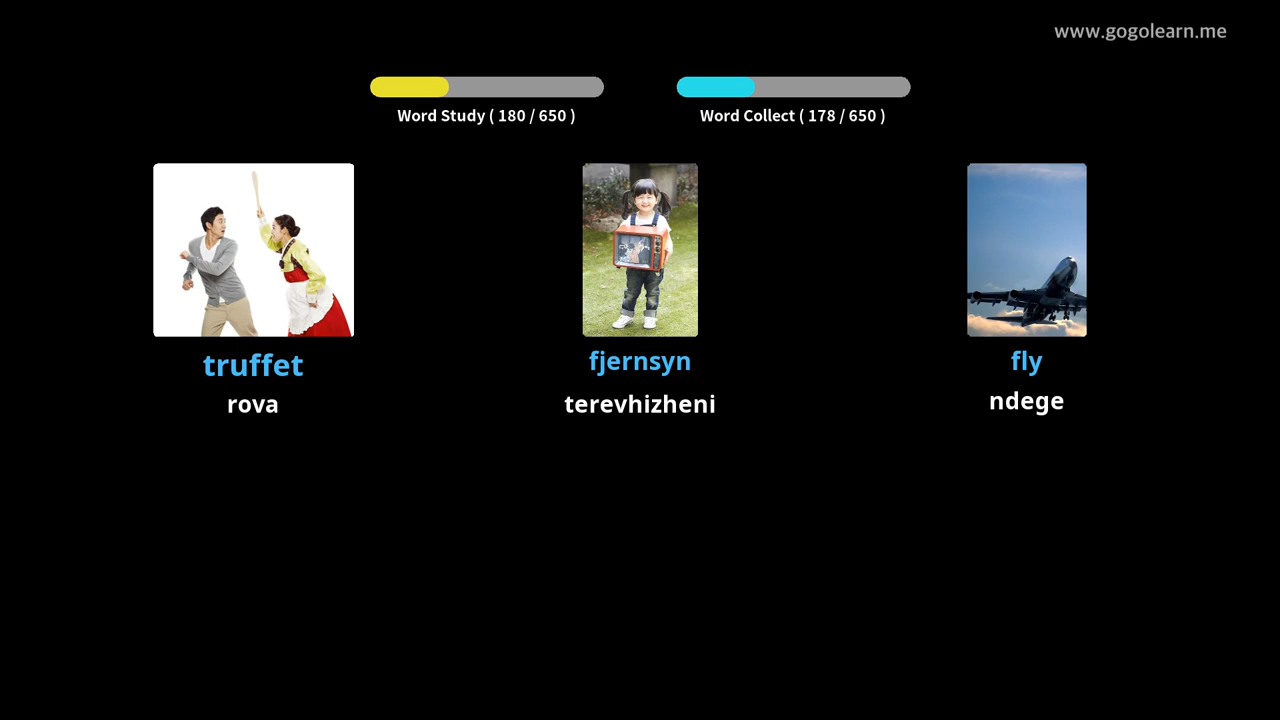 www.gogolearn.me
Word Study ( 180 / 650 )
Word Collect ( 178 / 650 )
truffet
rova
fjernsyn
terevhizheni
fly
ndege